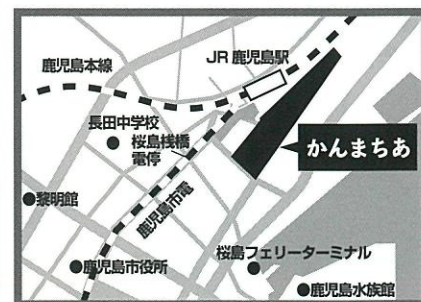 JR 鹿児島駅
鹿児島本線
長田中学校
桜島桟橋
電停
かんまちあ
鹿児島市電
●黎明館
桜島フェリーターミナル
●鹿児島市役所
●鹿児島水族館